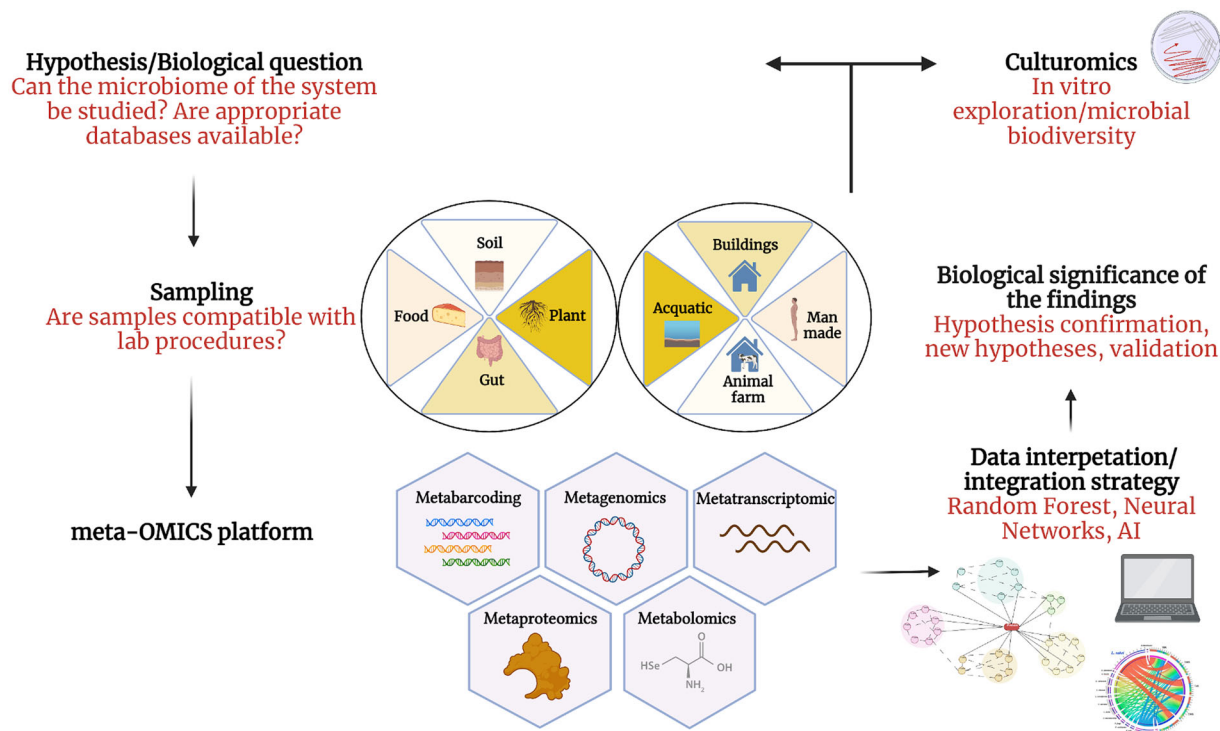 Hypothesis/Biological question
Can the microbiome of the system
be studied? Are appropriate
databases available?
Culturomics
In vitro
exploration/microbial
biodiversity
Sampling
Are samples compatible with
lab procedures?
Soil
Food
Plant
Gut
Buildings
Acquatic
Man
made
Animal
farm
Biological significance of
the findings
Hypothesis confirmation,
new hypotheses, validation
meta-OMICS platform
Metabarcoding
Metagenomics
Metatranscriptomic
Metaproteomics
Metabolomics
O
HSe
OH
NH2
Data interpetation/
integration strategy
Random Forest, Neural
Networks, AI